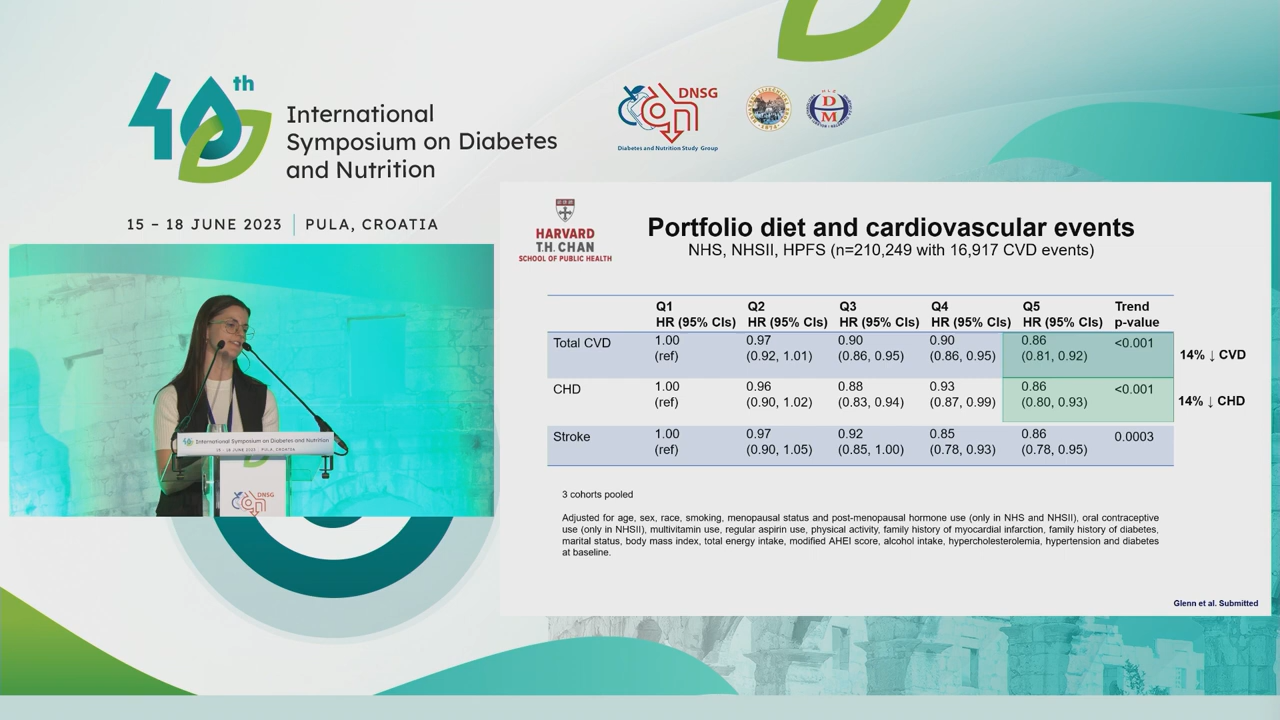 40th
International
Symposium on Diabetes
and Nutrition
15 – 18 JUNE 2023 | PULA, CROATIA
DNSG
Diabetes and Nutrition Study Group
HARVARD
T.H. CHAN
SCHOOL OF PUBLIC HEALTH
Portfolio diet and cardiovascular events
NHS, NHSII, HPFS (n=210,249 with 16,917 CVD events)
Q1 Q2 Q3 Q4 Q5 Trend
HR (95% CIs) HR (95% CIs) HR (95% CIs) HR (95% CIs) HR (95% CIs) p-value
Total CVD 1.00 0.97 0.90 0.90 0.86 <0.001
(ref) (0.92, 1.01) (0.86, 0.95) (0.86, 0.95) (0.81, 0.92)
14% ↓ CVD
CHD 1.00 0.96 0.88 0.93 0.86 <0.001
(ref) (0.90, 1.02) (0.83, 0.94) (0.87, 0.99) (0.80, 0.93)
14% ↓ CHD
Stroke 1.00 0.97 0.92 0.85 0.86 0.0003
(ref) (0.90, 1.05) (0.85, 1.00) (0.78, 0.93) (0.78, 0.95)
3 cohorts pooled
Adjusted for age, sex, race, smoking, menopausal status and post-menopausal hormone use (only in NHS and NHSII), oral contraceptive
use (only in NHSII), multivitamin use, regular aspirin use, physical activity, family history of myocardial infarction, family history of diabetes,
marital status, body mass index, total energy intake, modified AHEI score, alcohol intake, hypercholesterolemia, hypertension and diabetes
at baseline.
Glenn et al. Submitted
International Symposium on Diabetes and Nutrition
15 - 18 JUNE 2023 | PULA, CROATIA
DNSG